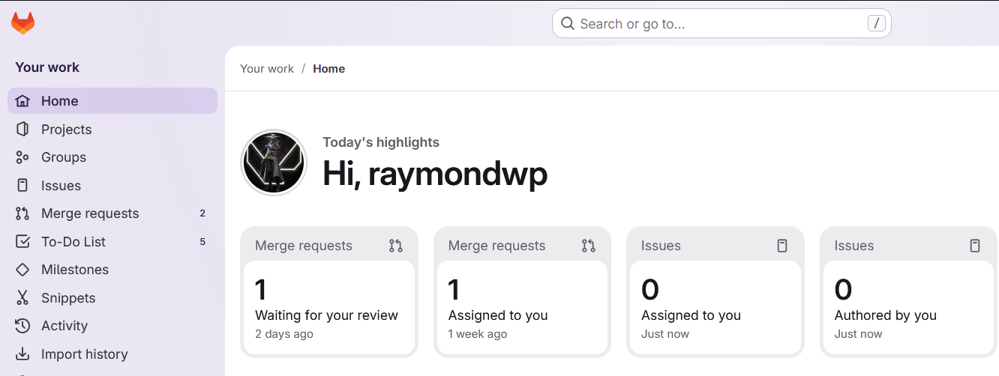 Search or go to...
/
Your work
Home
Projects
Groups
Issues
Merge requests 2
To-Do List 5
Milestones
Snippets
Activity
Import history
Your work / Home
Today's highlights
Hi, raymondwp
Merge requests
1
Waiting for your review
2 days ago
Merge requests
1
Assigned to you
1 week ago
Issues
0
Assigned to you
Just now
Issues
0
Authored by you
Just now